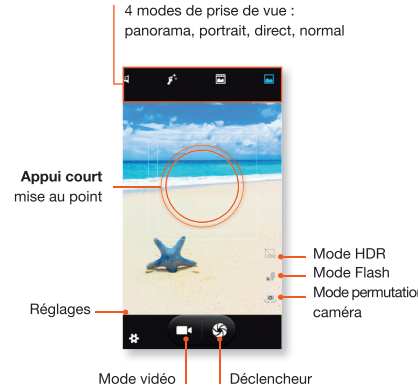 4 modes de prise de vue :
panorama, portrait, direct, normal
Appui court
mise au point
Mode HDR
Mode Flash
Mode permutation
caméra
Réglages
Mode vidéo
Déclencheur